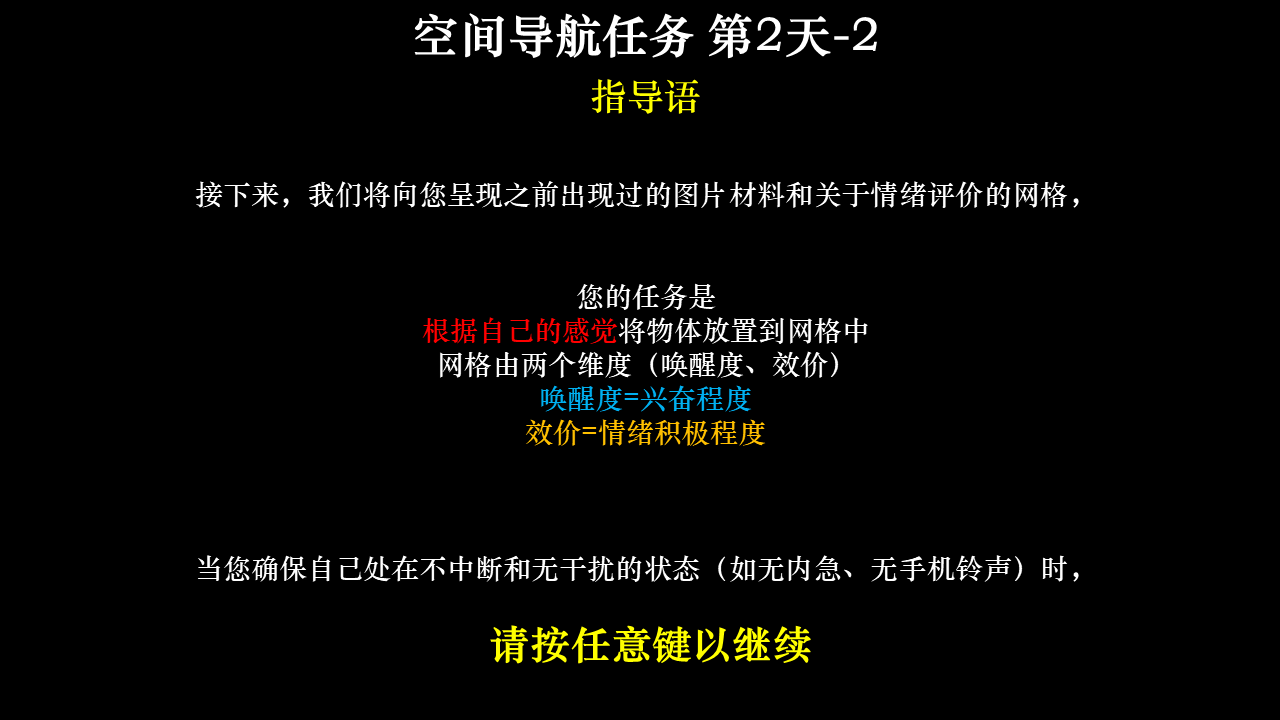 空间导航任务 第2天-2
指导语
接下来，我们将向您呈现之前出现过的图片材料和关于情绪评价的网格，
您的任务是
根据自己的感觉将物体放置到网格中
网格由两个维度（唤醒度、效价）
唤醒度=兴奋程度
效价=情绪积极程度
当您确保自己处在不中断和无干扰的状态（如无内急、无手机铃声）时，
请按任意键以继续